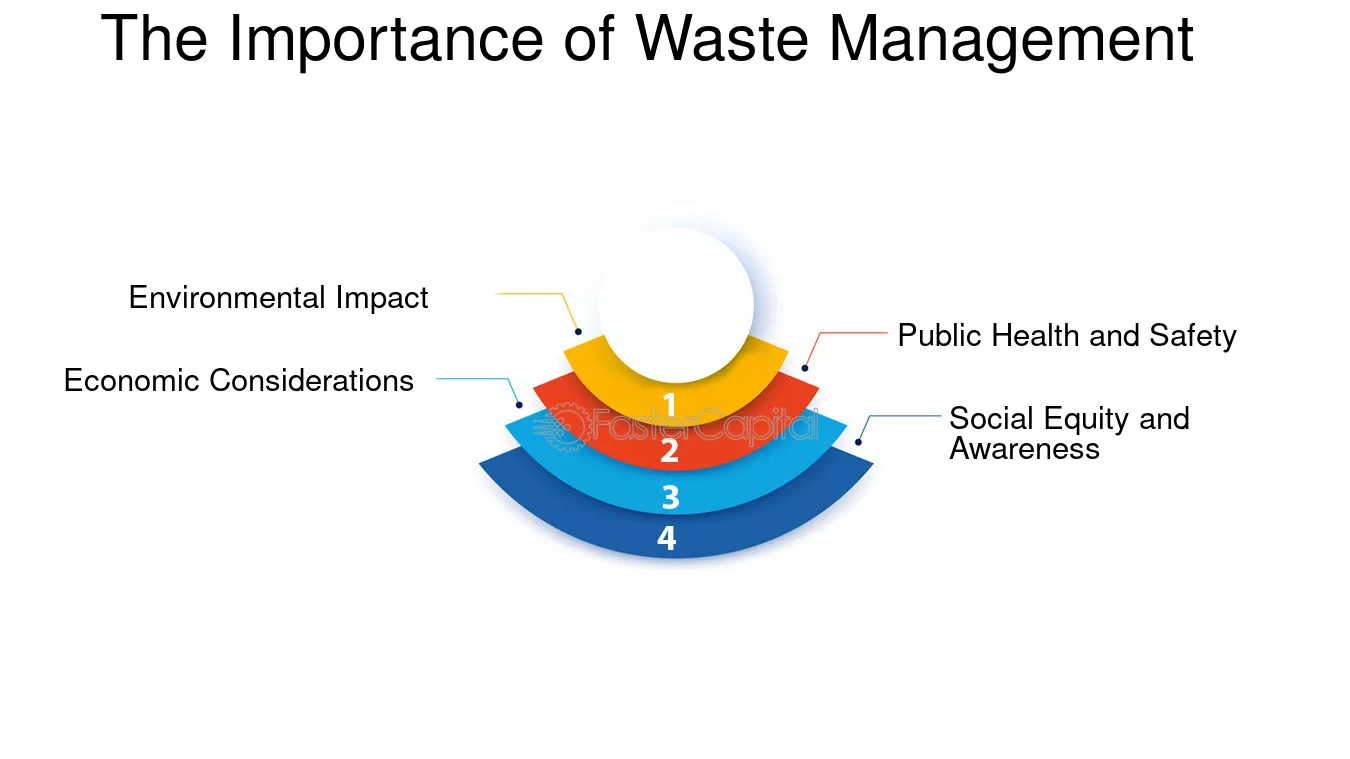 The Importance of Waste Management
Environmental Impact
Public Health and Safety
Economic Considerations
Social Equity and
Awareness
1
FasterCapital
2
3
4